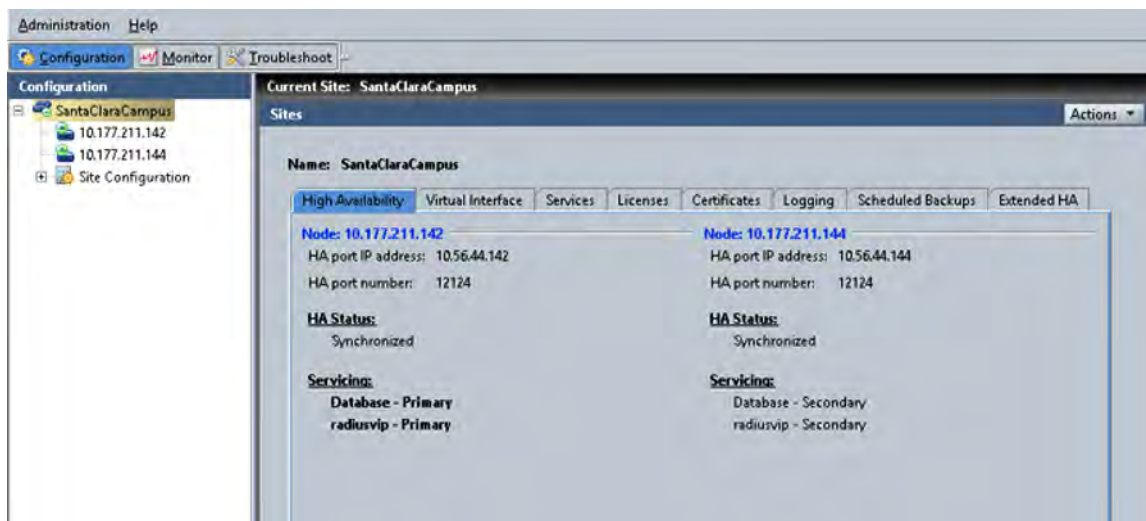 Administration Help
Configuration Monitor Troubleshoot
Configuration
SantaClaraCampus
10.177.211.142
10.177.211.144
Site Configuration
Current Site: SantaClaraCampus
Sites
Actions
Name: SantaClaraCampus
High Availability Virtual Interface Services Licenses Certificates Logging Scheduled Backups Extended HA
Node: 10.177.211.142
HA port IP address: 10.56.44.142
HA port number: 12124
HA Status:
Synchronized
Servicing:
Database - Primary
radiusvip - Primary
Node: 10.177.211.144
HA port IP address: 10.56.44.144
HA port number: 12124
HA Status:
Synchronized
Servicing:
Database - Secondary
radiusvip - Secondary